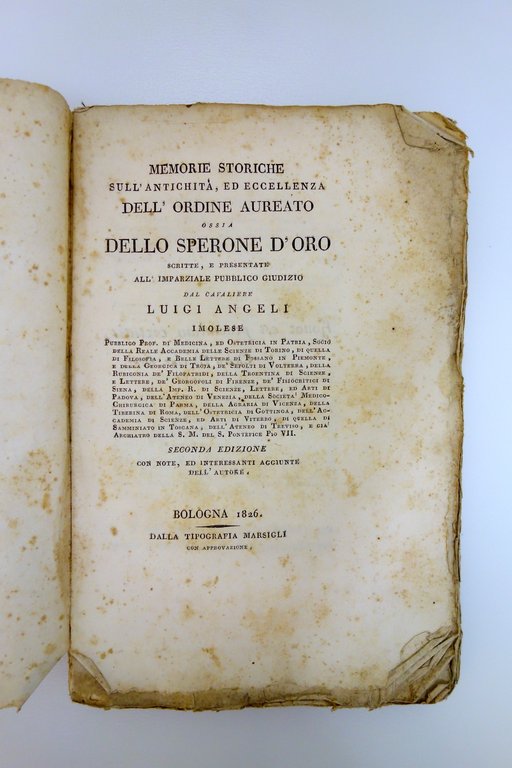 MEMORIE STORICHE
SULL'ANTICHITÀ, ED ECCELLENZA
DELL' ORDINE AUREATO
OSSIA
DELLO SPERONE D'ORO
SCRITTE, E PRESENTATE
ALL' IMPARZIALE PUBBLICO GIUDIZIO
DAL CAVALIERE
LUIGI ANGELI
IMOLESE
PUBBLICO PROF. DI MEDICINA, ED OSTETRICIA IN PATRIA, SOCIO
DELLA REALE ACCADEMIA DELLE SCIENZE DI TORINO, DI QUELLA
DI FILOSOFIA, E BELLE LETTERE DI FOSSANO IN PIEMONTE,
E DELLA GEORGICA DI TREJA, DE' SEPOLTI DI VOLTERRA, DELLA
RUBICONIA DE' FILOPATRIDI, DELLA TRUENTINA DI SCIENZE,
E LETTERE, DE' GEORGOFOLI DI FIRENZE, DE' FISIOCRITICI DI
SIENA, DELLA IMP. R. DI SCIENZE, LETTERE, ED ARTI DI
PADOVA, DELL'ATENEO DI VENEZIA, DELLA SOCIETÀ MEDICO-
CHIRURGICA DI PARMA, DELLA AGRARIA DI VICENZA, DELLA
TIBERINA DI ROMA, DELL'OSTETRICIA DI GOTTINGA, DELL'AC-
CADEMIA DI SCIENZE, ED ARTI DI VITERBO, DI QUELLA DI
SAMMINIATO IN TOSCANA, DELL'ATENEO DI TREVISO, E GIA'
ARCHIATRO DELLA S. M. DEL S. PONTEFICE PIO VII.
SECONDA EDIZIONE
CON NOTE, ED INTERESSANTI AGGIUNTE
DELL' AUTORE.
BOLOGNA 1826.
DALLA TIPOGRAFIA MARSIGLI
CON APPROVAZIONE.